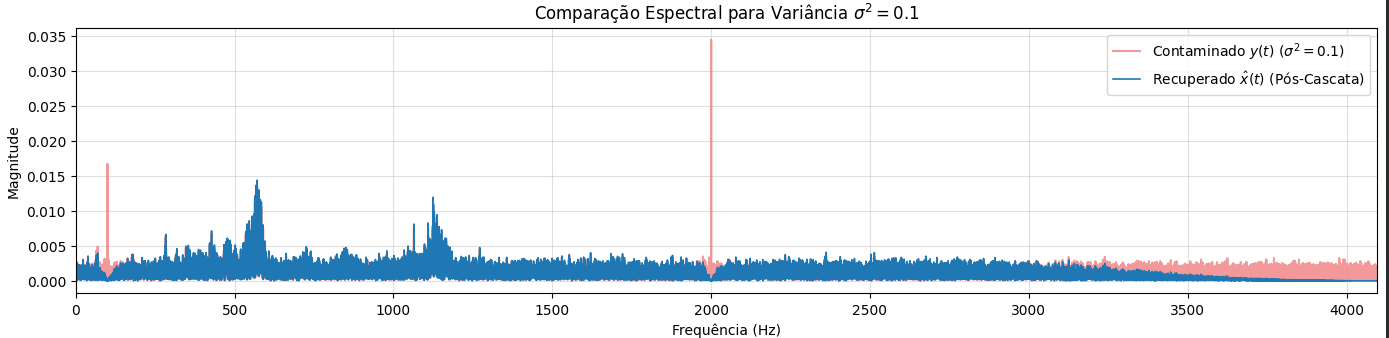 Comparação Espectral para Variância σ² = 0.1
Contaminado y(t) (σ² = 0.1)
Recuperado x̂(t) (Pós-Cascata)
Magnitude
0.035
0.030
0.025
0.020
0.015
0.010
0.005
0.000
0 500 1000 1500 2000 2500 3000 3500 4000
Frequência (Hz)